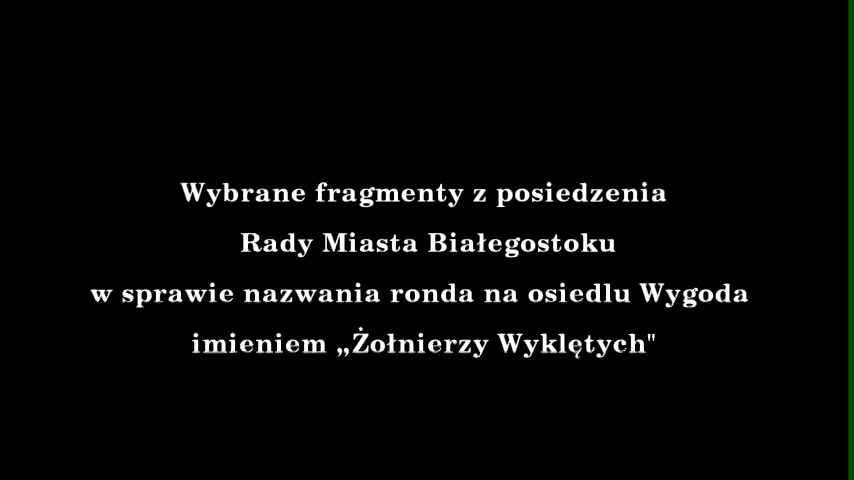 Wybrane fragmenty z posiedzenia
Rady Miasta Białegostoku
w sprawie nazwania ronda na osiedlu Wygoda
imieniem „Żołnierzy Wyklętych"